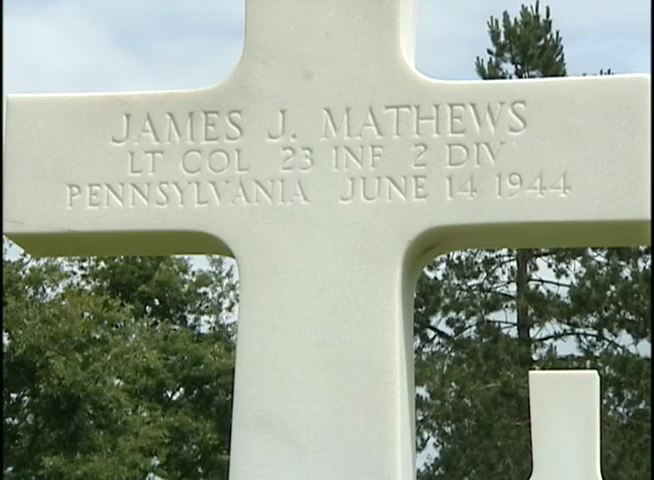 JAMES J. MATHEWS
LT COL 23 INF 2 DIV
PENNSYLVANIA JUNE 14 1944